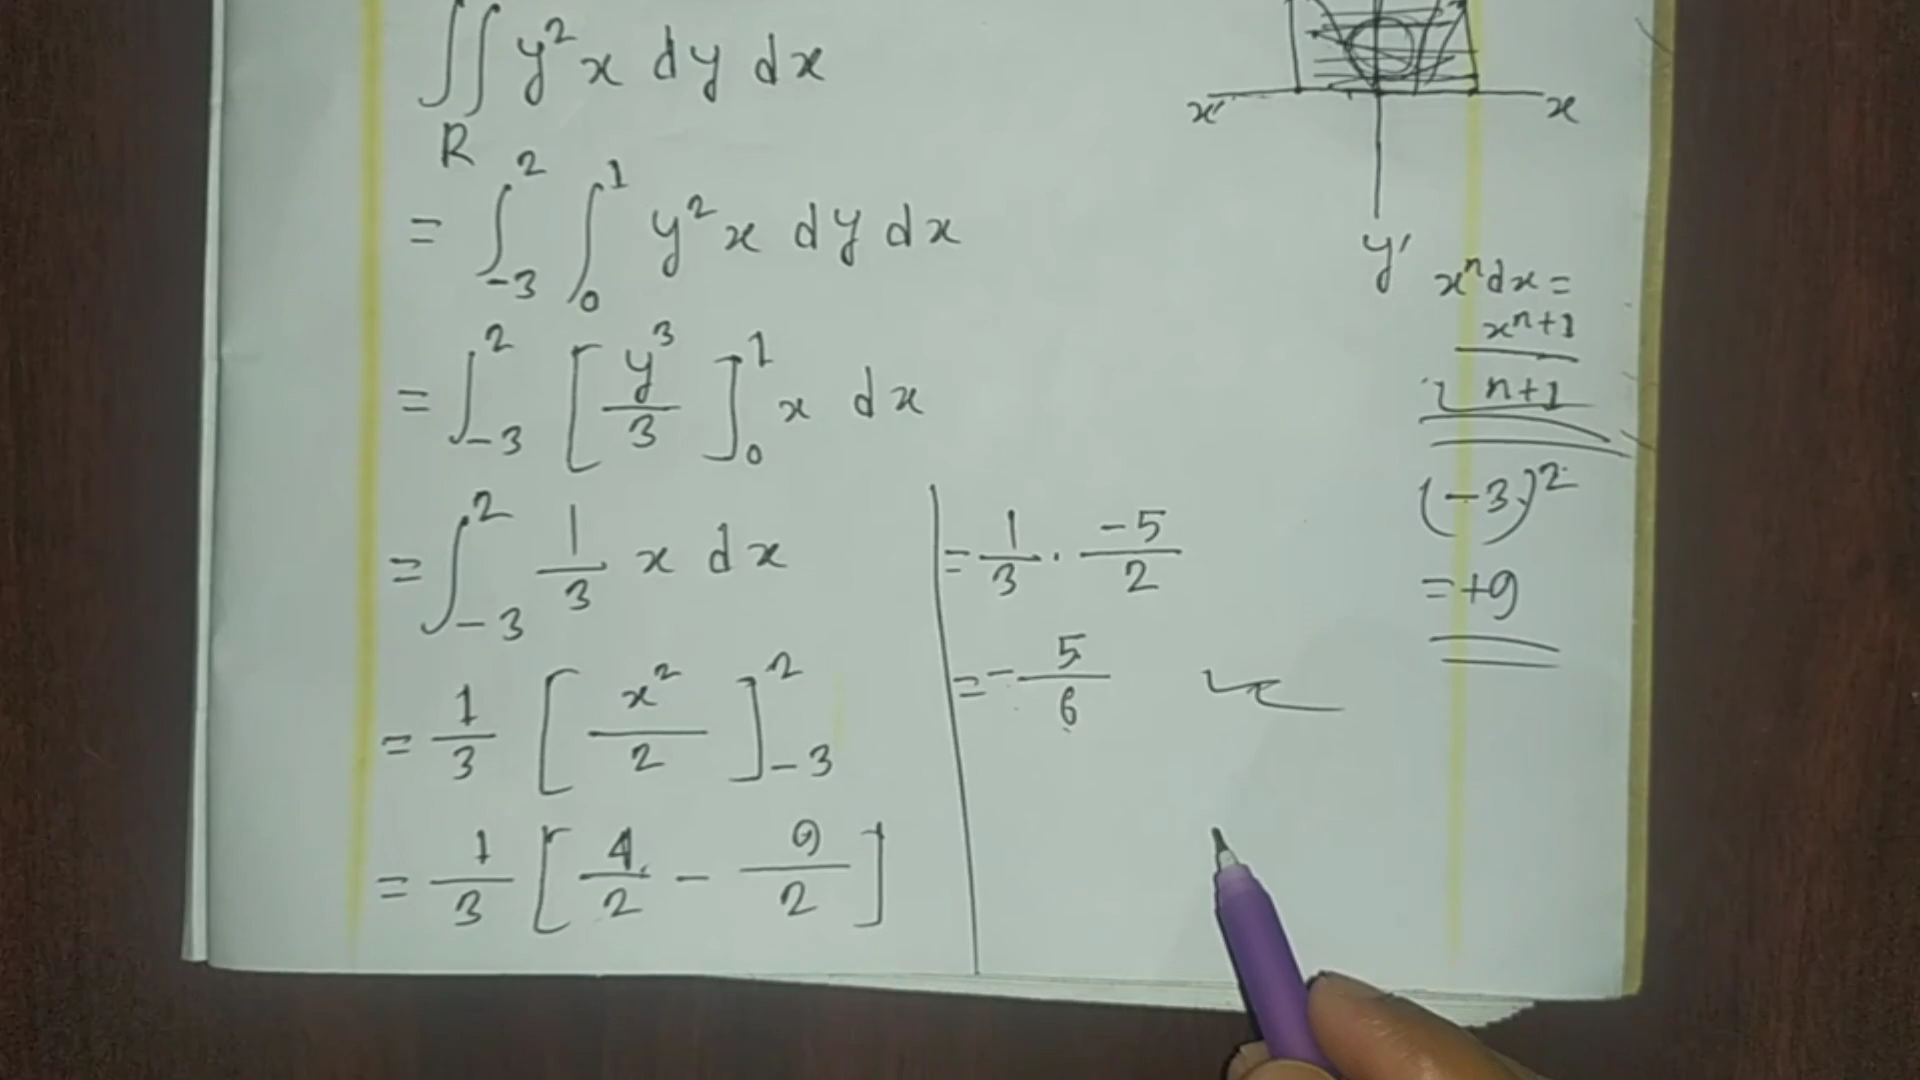 ∬ y²x dy dx
R
= ∫₋₃² ∫₀¹ y²x dy dx
= ∫₋₃² [y³/3]₀¹ x dx
= ∫₋₃² 1/3 x dx
= 1/3 [x²/2]₋₃²
= 1/3 [4/2 - 9/2]
= 1/3 · -5/2
= - 5/6
x' x
y'
xⁿdx =
xⁿ⁺¹
n+1
(-3)²
= +9